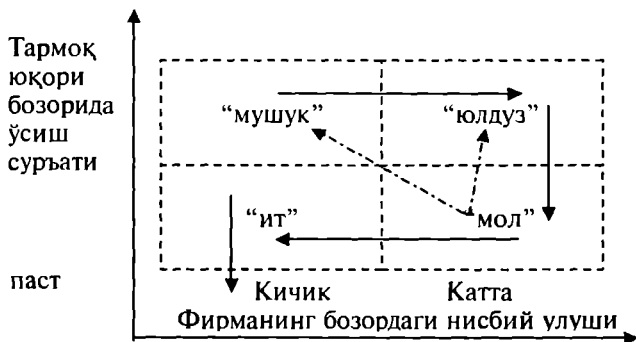 Тармоқ
юқори
бозорида
ўсиш
суръати
“мушук” “юлдуз”
“ит” мол”
паст
Кичик Катта
Фирманинг бозордаги нисбий улуши